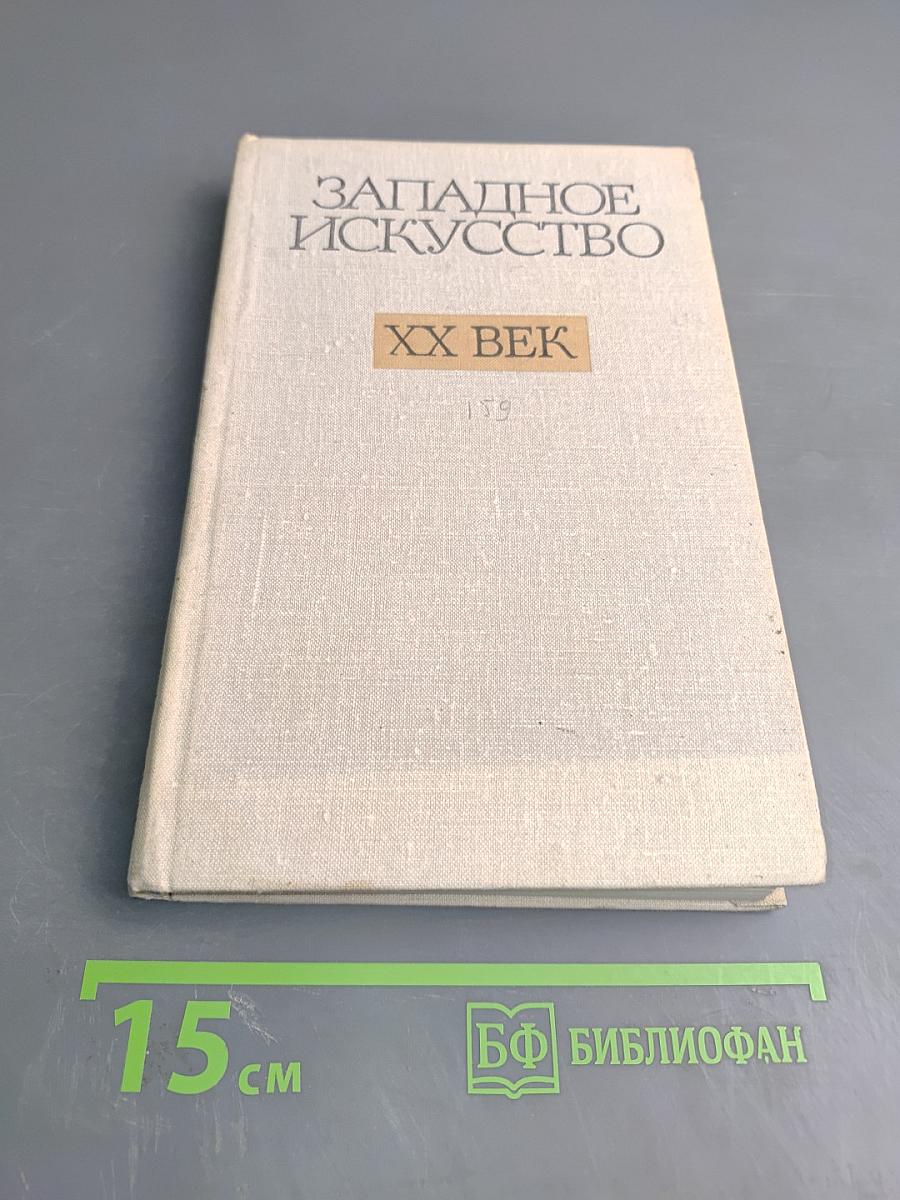 ЗАПАДНОЕ
ИСКУССТВО
XX ВЕК
159
15 см
БФ БИБЛИОФАН